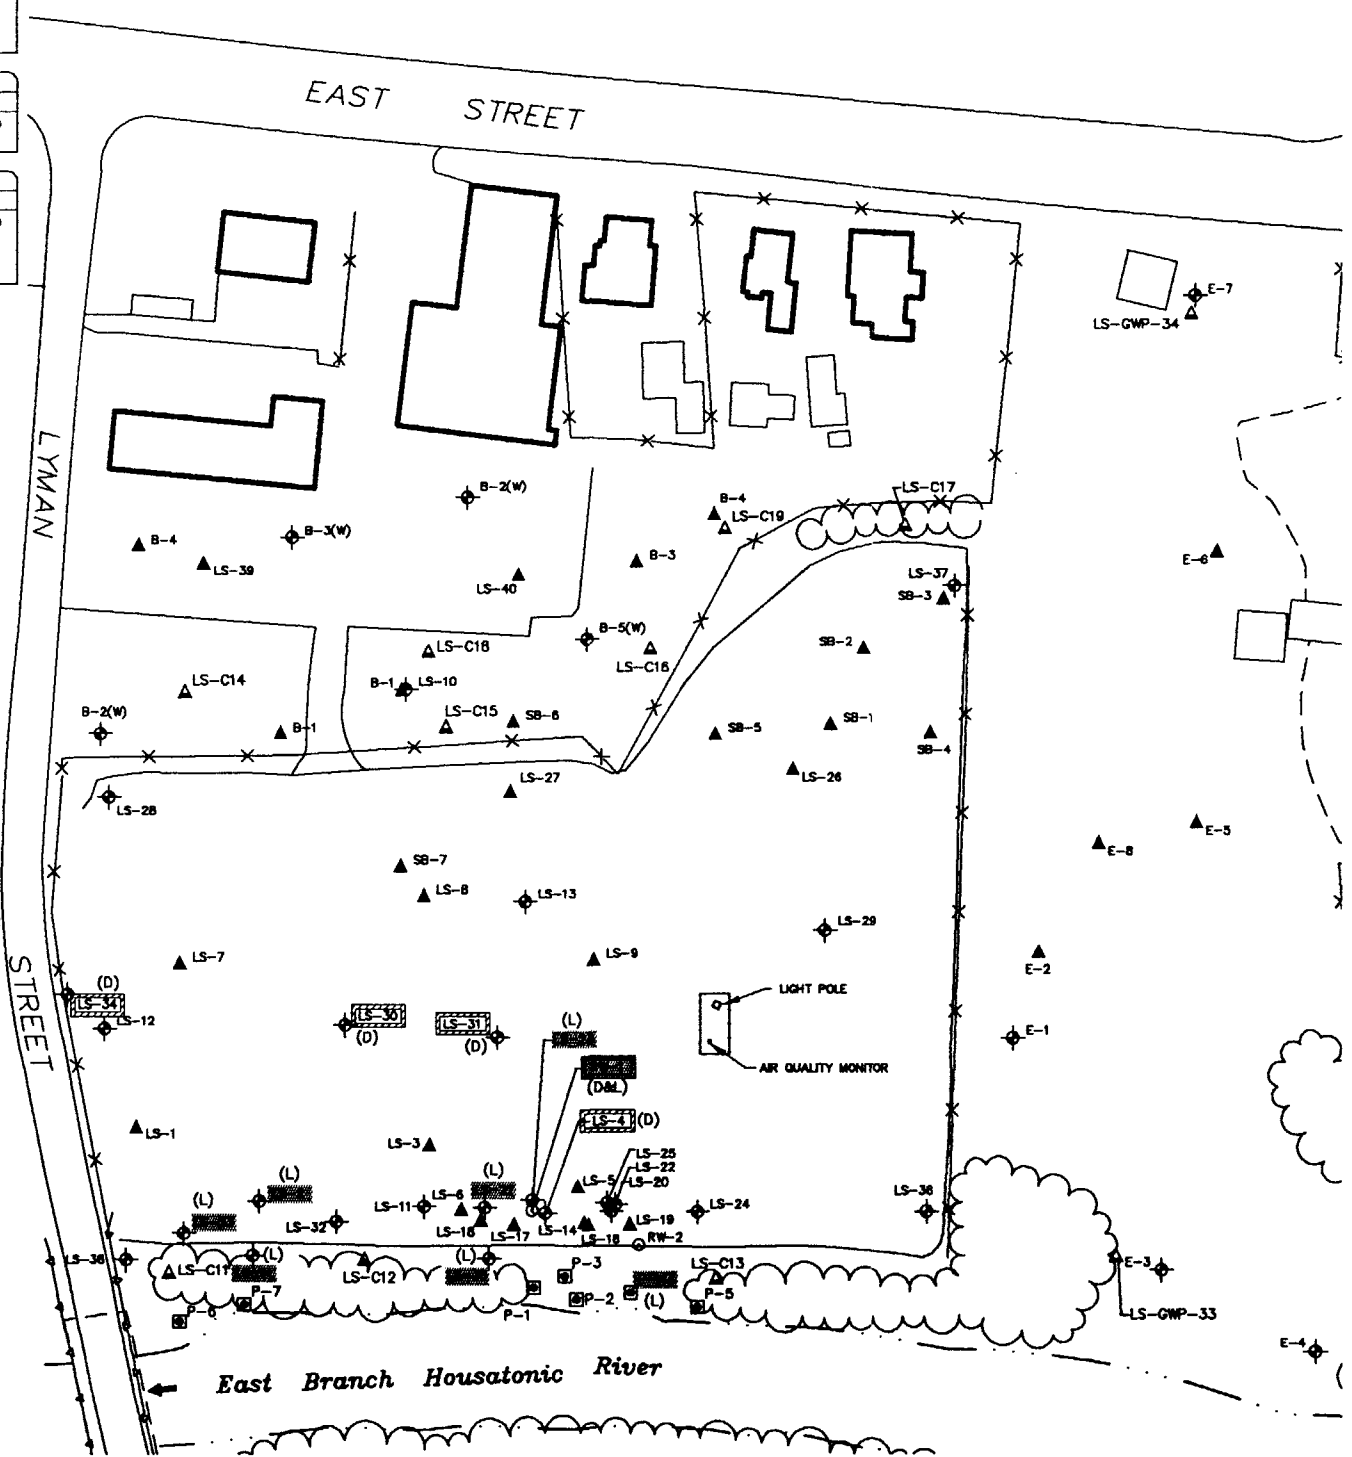 EAST STREET
E-7
LS-GWP-34
LYMAN
B-2(W)
LS-C17
B-4
LS-C19
B-3(W)
B-4
B-3
E-6
LS-39
LS-40
LS-37
SB-3
B-5(W)
SB-2
LS-C18
LS-C16
LS-C14
B-1
LS-10
B-2(W)
LS-C15
SB-6
SB-1
B-1
SB-5
SB-4
LS-26
LS-27
LS-28
E-5
E-8
SB-7
LS-8
LS-13
LS-29
LS-7
LS-9
E-2
STREET
(D)
LIGHT POLE
LS-34
LS-30
LS-31
(L)
LS-12
(D)
(D)
E-1
AIR QUALITY MONITOR
(D&L)
LS-4
(D)
LS-1
LS-3
LS-25
LS-22
(L)
(L)
LS-5
LS-20
LS-38
(L)
LS-11
LS-6
LS-24
LS-32
LS-18
LS-17
LS-14
LS-19
LS-18
RW-2
LS-36
(L)
(L)
E-3
LS-C11
LS-C12
P-3
LS-C13
P-7
P-2
(L)
P-5
P-6
P-1
LS-GWP-33
E-4
East Branch Housatonic River